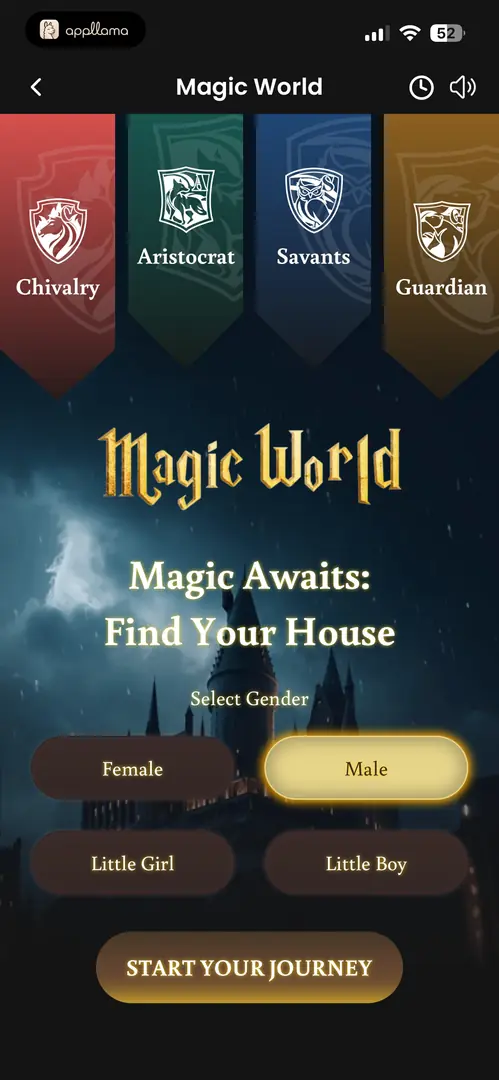 appllama
52
Magic World
Chivalry
Aristocrat
Savants
Guardian
Magic World
Magic Awaits:
Find Your House
Select Gender
Female
Male
Little Girl
Little Boy
START YOUR JOURNEY